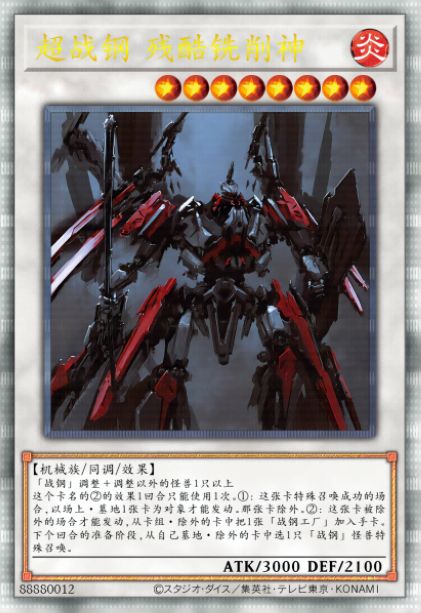 超战钢 残酷铣削神
炎
【机械族/同调/效果】
「战钢」调整+调整以外的怪兽1只以上
这个卡名的②的效果1回合只能使用1次。①:这张卡特殊召唤成功的场
合,以场上·墓地1张卡为对象才能发动。那张卡除外。②:这张卡被除
外的场合才能发动,从卡组·除外的卡中把1张「战钢工厂」加入手卡。
下个回合的准备阶段,从自己墓地·除外的卡中选1只「战钢」怪兽特
殊召唤。
ATK/3000 DEF/2100
88880012
©スタジオ·ダイス/集英社·テレビ東京·KONAMI